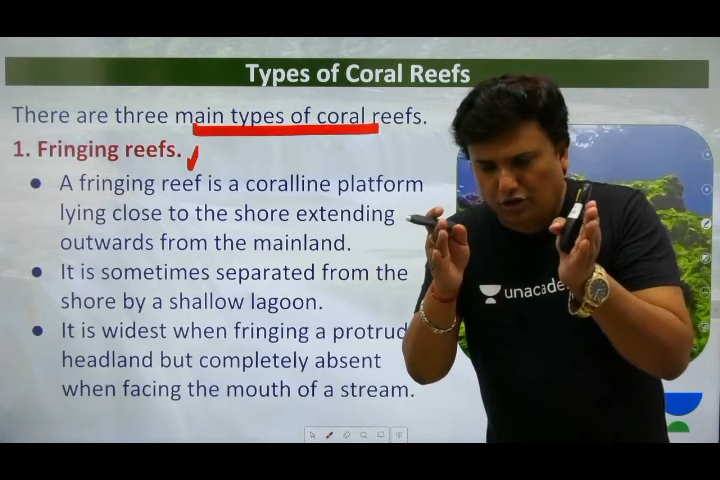 Types of Coral Reefs
There are three main types of coral reefs.
1. Fringing reefs.
● A fringing reef is a coralline platform
lying close to the shore extending
outwards from the mainland.
● It is sometimes separated from the
shore by a shallow lagoon.
● It is widest when fringing a protrud
headland but completely absent
when facing the mouth of a stream.
unacade